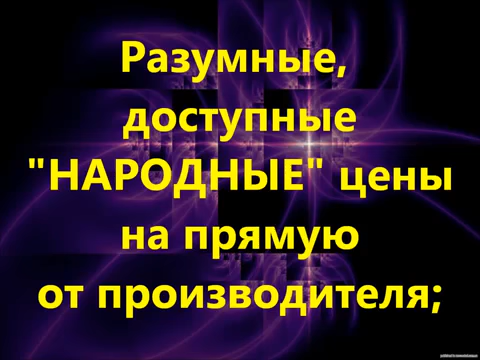 Разумные,
доступные
"НАРОДНЫЕ" цены
на прямую
от производителя;